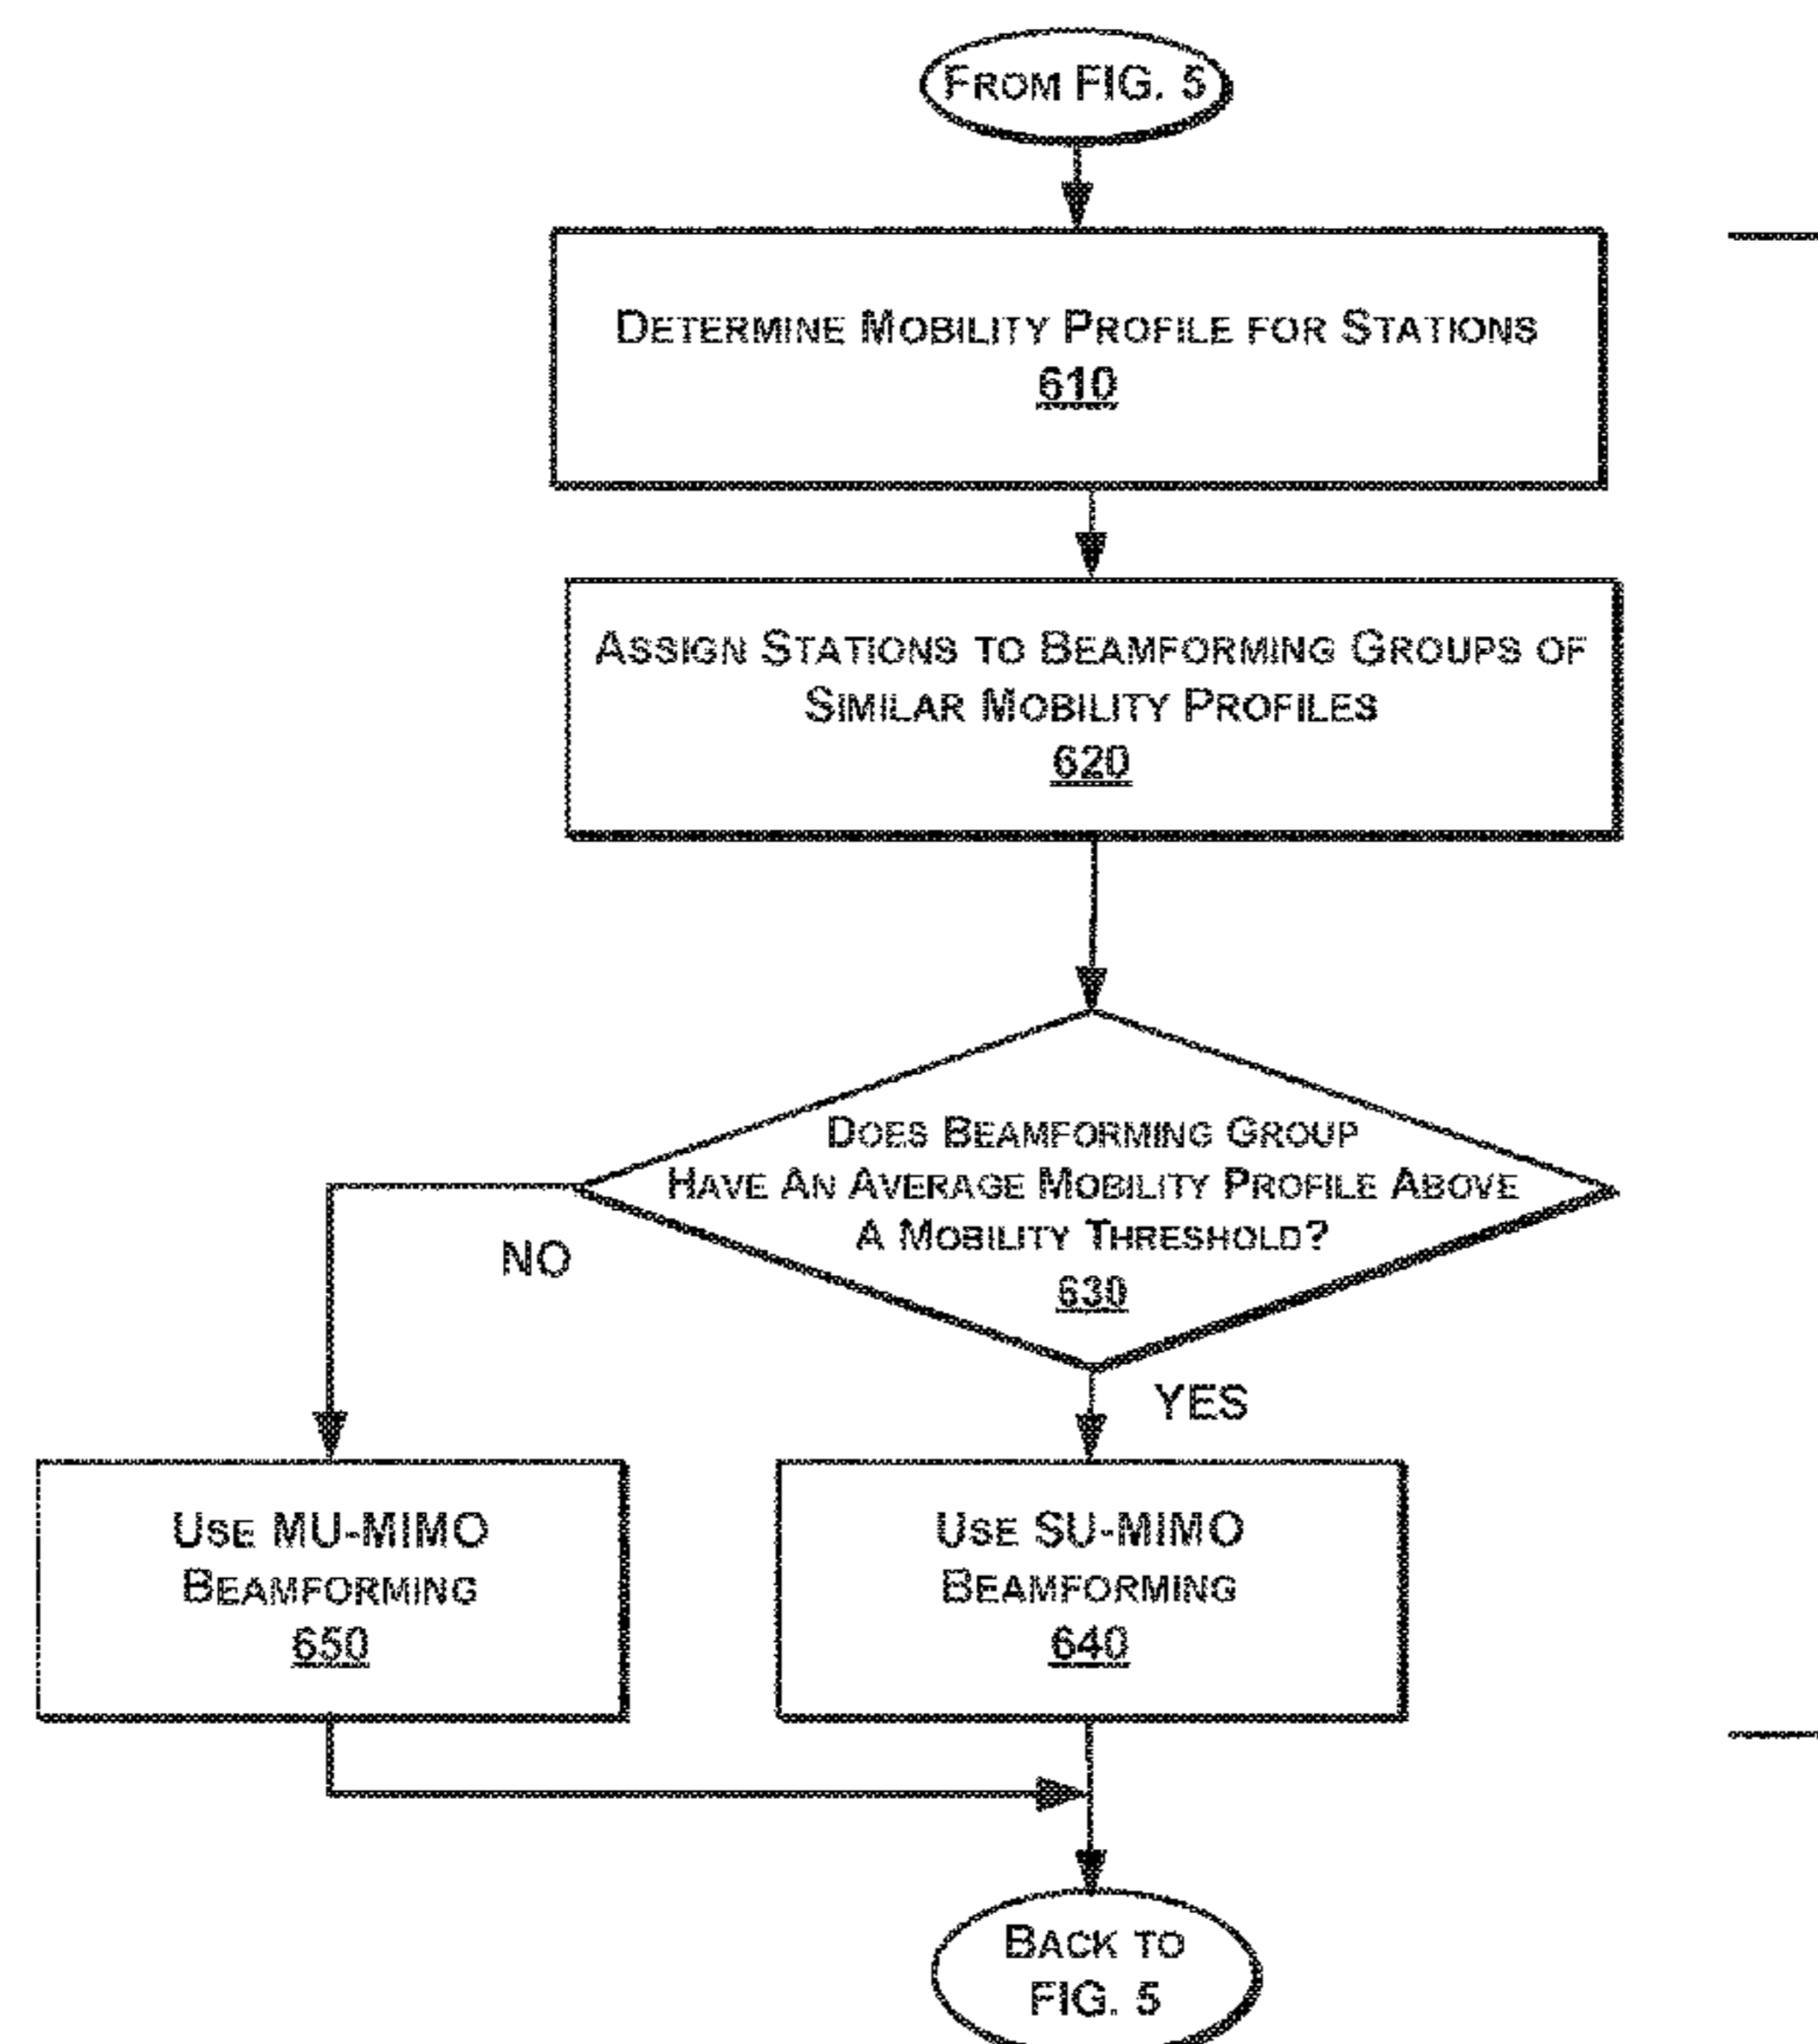 FROM FIG. 5
DETERMINE MOBILITY PROFILE FOR STATIONS
610
ASSIGN STATIONS TO BEAMFORMING GROUPS OF
SIMILAR MOBILITY PROFILES
620
DOES BEAMFORMING GROUP
HAVE AN AVERAGE MOBILITY PROFILE ABOVE
A MOBILITY THRESHOLD?
630
NO
YES
USE MU-MIMO
BEAMFORMING
650
USE SU-MIMO
BEAMFORMING
640
BACK TO
FIG. 5